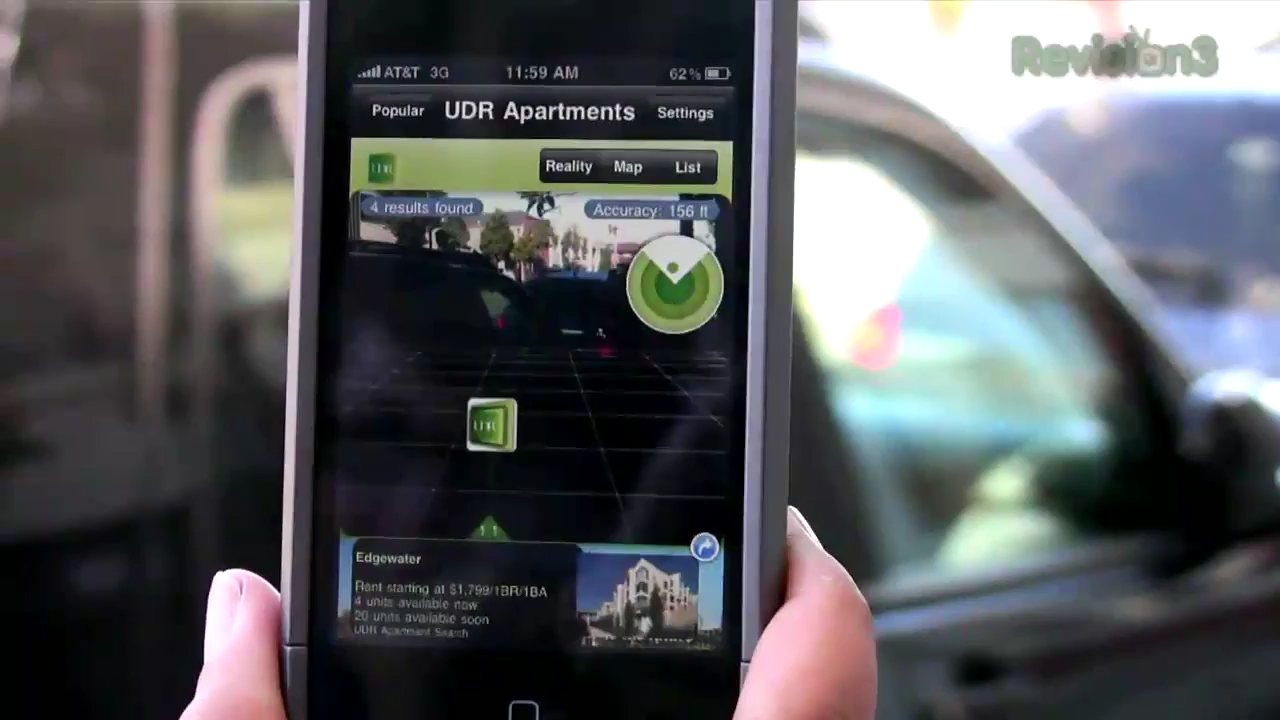 Revision3
AT&T 3G 11:59 AM 62%
Popular UDR Apartments Settings
UDR Reality Map List
4 results found Accuracy: 156 ft
UDR
Edgewater
Rent starting at $1,799/1BR/1BA
4 units available now
20 units available soon
UDR Apartment Search